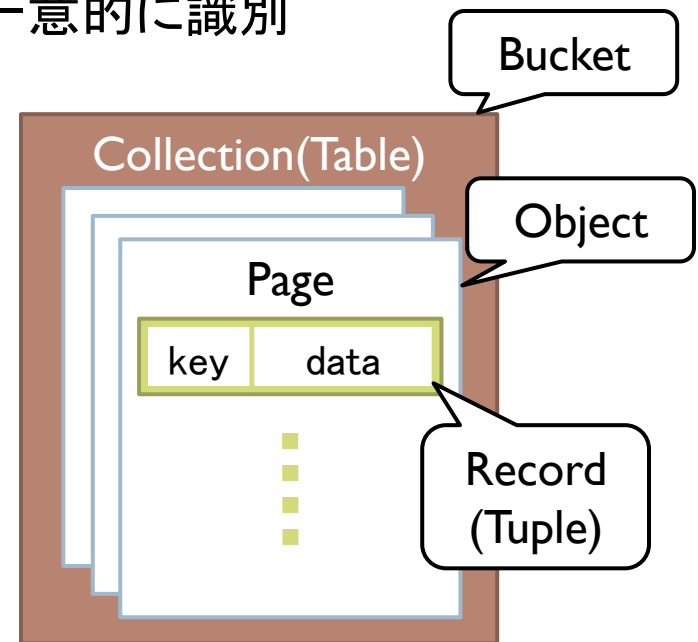 一意的に識別
Bucket
Collection(Table)
Object
Page
key data
Record
(Tuple)